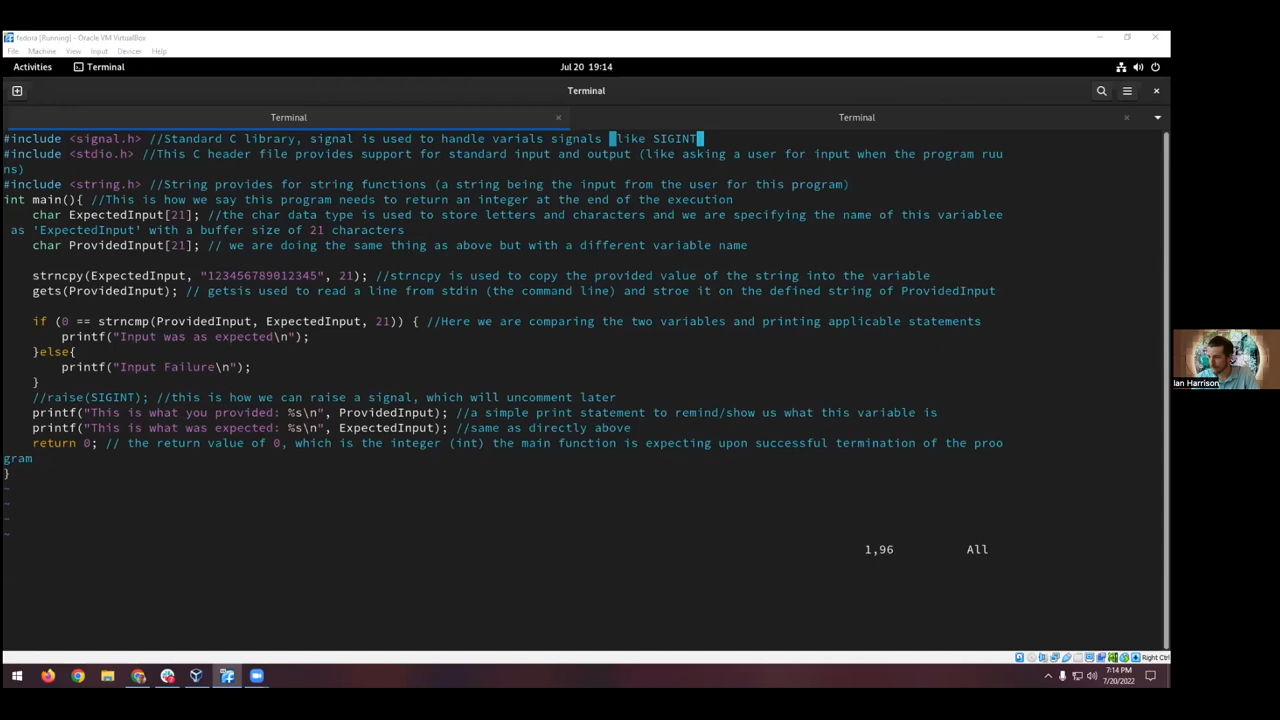 fedora [Running] - Oracle VM VirtualBox
File Machine View Input Devices Help
Activities Terminal Jul 20 19:14
Terminal
Terminal Terminal
#include <signal.h> //Standard C library, signal is used to handle varials signals (like SIGINT)
#include <stdio.h> //This C header file provides support for standard input and output (like asking a user for input when the program ruu
ns)
#include <string.h> //String provides for string functions (a string being the input from the user for this program)
int main(){ //This is how we say this program needs to return an integer at the end of the execution
char ExpectedInput[21]; //the char data type is used to store letters and characters and we are specifying the name of this variablee
as 'ExpectedInput' with a buffer size of 21 characters
char ProvidedInput[21]; // we are doing the same thing as above but with a different variable name
strncpy(ExpectedInput, "123456789012345", 21); //strncpy is used to copy the provided value of the string into the variable
gets(ProvidedInput); // getsis used to read a line from stdin (the command line) and stroe it on the defined string of ProvidedInput
if (0 == strncmp(ProvidedInput, ExpectedInput, 21)) { //Here we are comparing the two variables and printing applicable statements
printf("Input was as expected\n");
}else{
printf("Input Failure\n");
}
//raise(SIGINT); //this is how we can raise a signal, which will uncomment later
printf("This is what you provided: %s\n", ProvidedInput); //a simple print statement to remind/show us what this variable is
printf("This is what was expected: %s\n", ExpectedInput); //same as directly above
return 0; // the return value of 0, which is the integer (int) the main function is expecting upon successful termination of the proo
gram
}
~
~
~
~
1,96 All
Ian Harrison
Right Ctrl
7:14 PM
7/20/2022